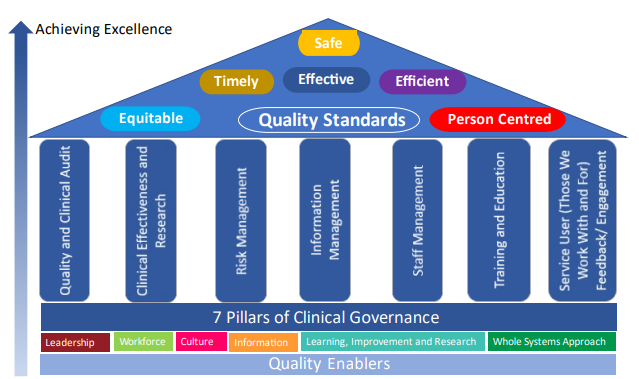 Achieving Excellence
Safe
Timely
Effective
Efficient
Equitable
Quality Standards
Person Centred
Quality and Clinical Audit
Clinical Effectiveness and
Research
Risk Management
Information
Management
Staff Management
Training and Education
Service User (Those We
Work With and For)
Feedback/ Engagement
7 Pillars of Clinical Governance
Leadership
Workforce
Culture
Information
Learning, Improvement and Research
Whole Systems Approach
Quality Enablers